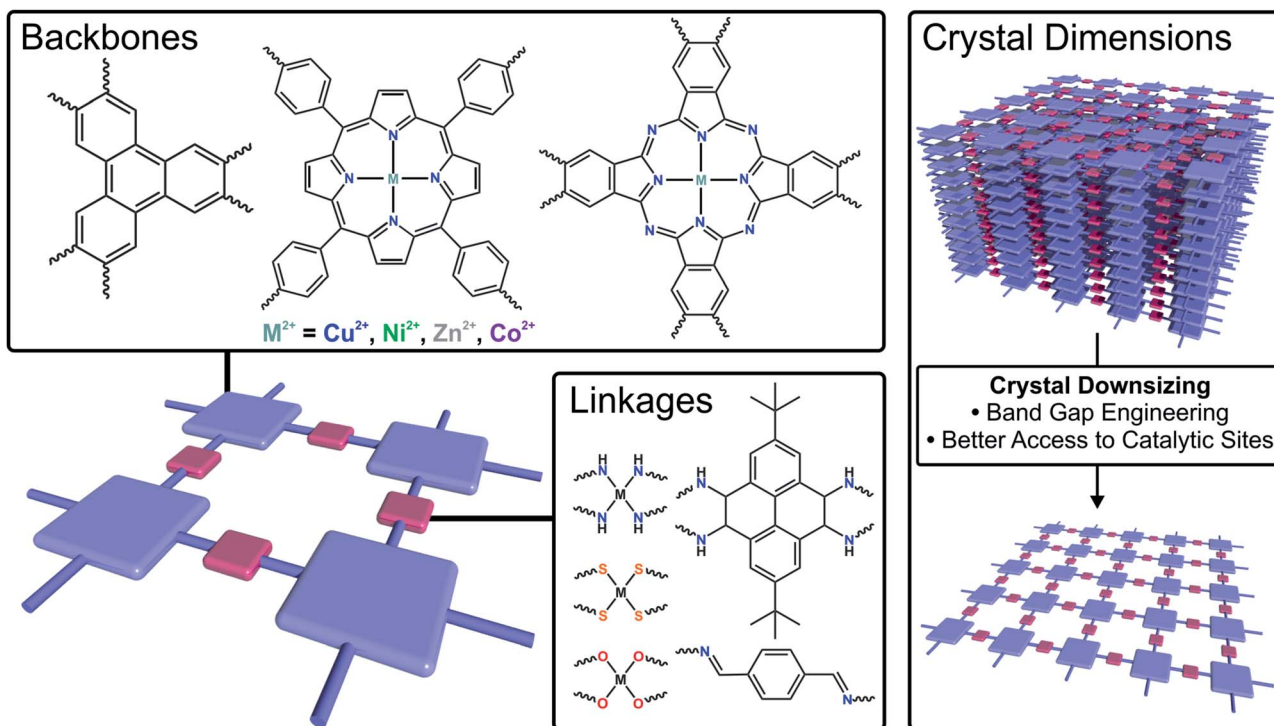 Backbones
N
N
M
N
N
N
N
N
N
M
N
N
N
N
M²⁺ = Cu²⁺, Ni²⁺, Zn²⁺, Co²⁺
Linkages
H
H
N
N
M
N
N
H
H
S
S
M
S
S
O
O
M
O
O
H
H
N
N
N
N
H
H
N
N
Crystal Dimensions
Crystal Downsizing
• Band Gap Engineering
• Better Access to Catalytic Sites